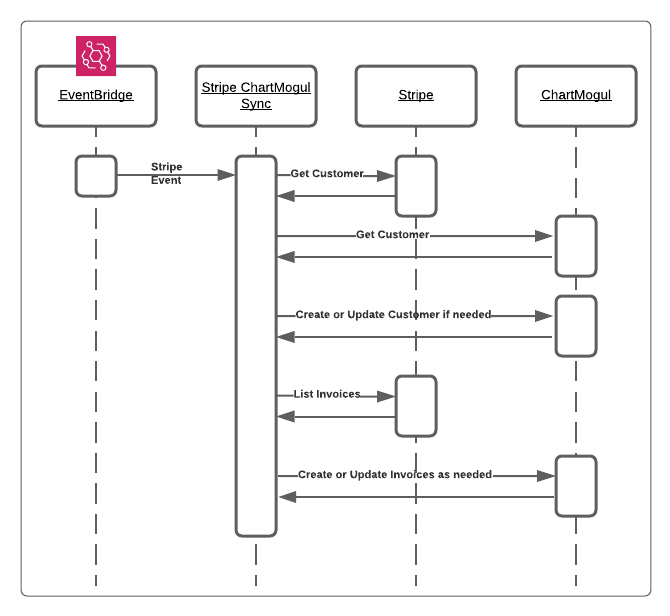 EventBridge
Stripe ChartMogul
Sync
Stripe
ChartMogul
Stripe
Event
Get Customer
Get Customer
Create or Update Customer if needed
List Invoices
Create or Update Invoices as needed